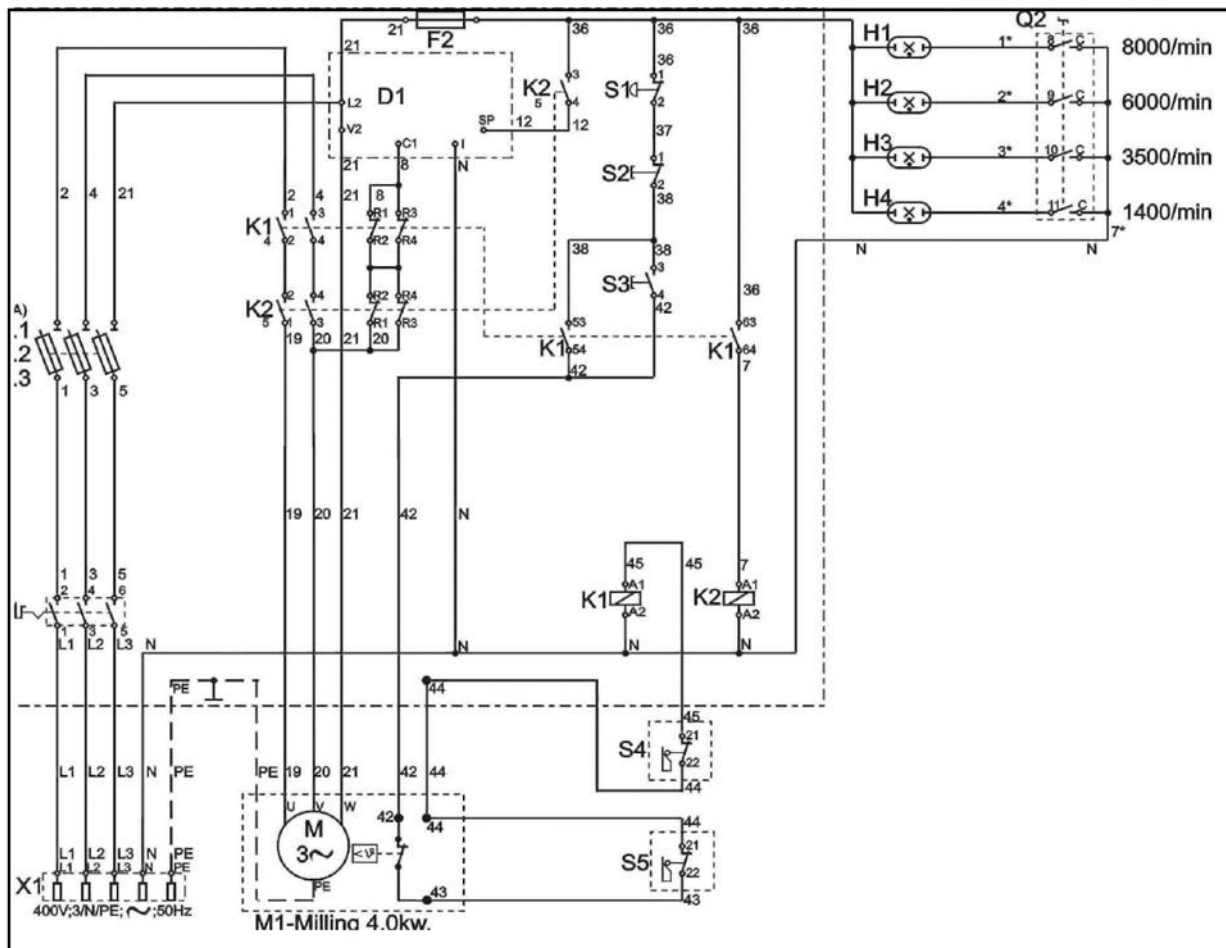 21 F2 36 36 36 H1 1* 8 C Q2 8000/min
21 36
D1 K2 3 S1 1
5 4 2
L2 H2 2* 9 C 6000/min
SP 12 12
V2 37
C1 I H3 3* 10 C 3500/min
21 8 N S2 1
2
2 4 21 2 4 21 8 38 H4 4* 11 C 1400/min
K1 1 3 R1 R3 7*
4 2 4 R2 R4 38 38 N N
S3 3
K2 2 4 R2 R4 4 36
5 1 3 R1 R3 42
A)
.1 19 20 21 20 53 63
.2 K1 54 K1 64
.3 42 7
1 3 5
19 20 21 42 N
1 3 5 45 45 7
2 4 6 K1 A1 K2 A1
A2 A2
1 3 5
L1 L2 L3 N N N N
PE 44
45
S4 21
22
L1 L2 L3 N PE PE 19 20 21 42 44 44
U V W
42 44 44
M
3~ <ϑ S5 21
22
L1 L2 L3 N PE
L1 L2 L3 N PE
X1 PE 43 43
400V;3/N/PE; ~ ;50Hz
M1-Milling 4.0kw.